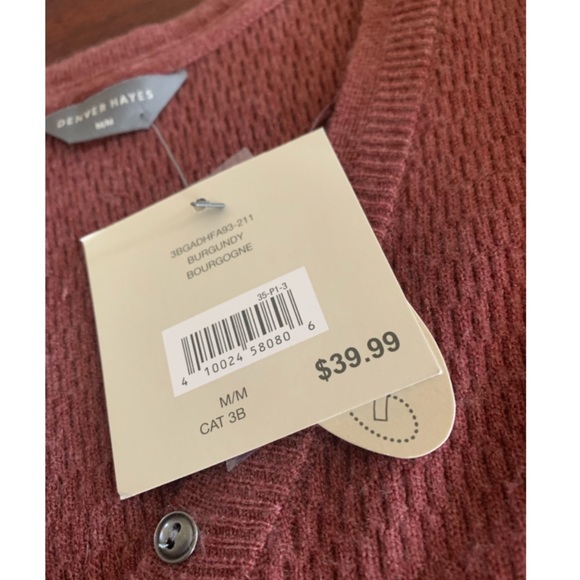 DENVER HAYES
M/M
3BGADHFA93-211
BURGUNDY
BOURGOGNE
35-P1-3
4 10024 58080 6
$39.99
M/M
CAT 3B